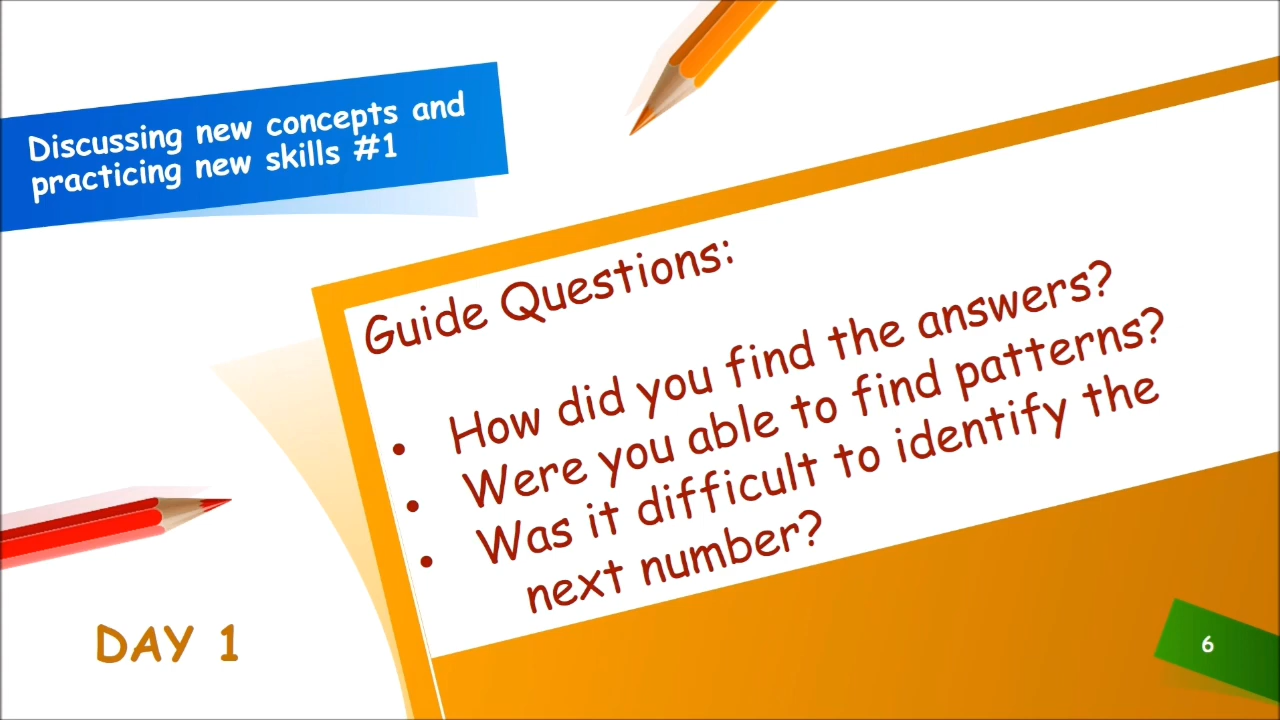 Discussing new concepts and
practicing new skills #1
Guide Questions:
• How did you find the answers?
• Were you able to find patterns?
• Was it difficult to identify the
next number?
DAY 1
6